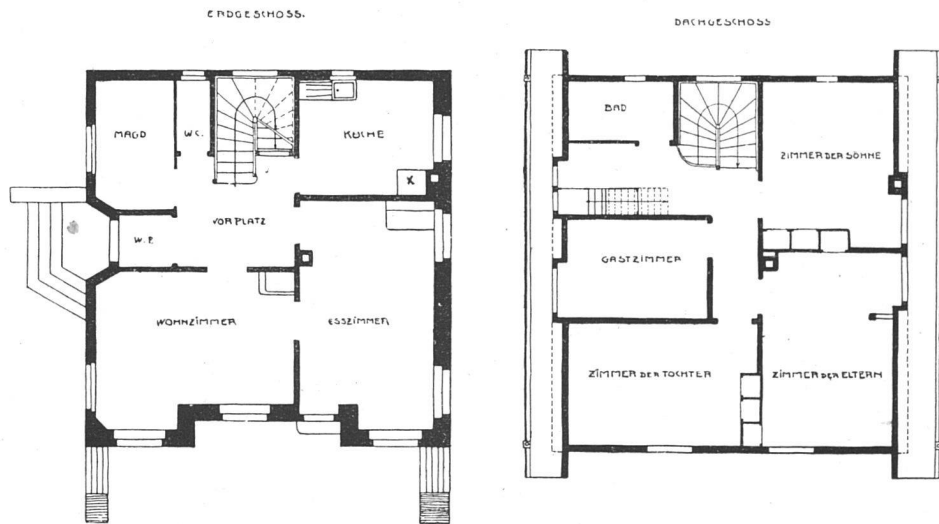 ERDGESCHOSS.
MAGD
W.C.
KÜCHE
X
VORPLATZ
W.F.
WOHNZIMMER
ESSZIMMER
DACHGESCHOSS
BAD
ZIMMER DER SÖHNE
GASTZIMMER
ZIMMER DER TOCHTER
ZIMMER DER ELTERN